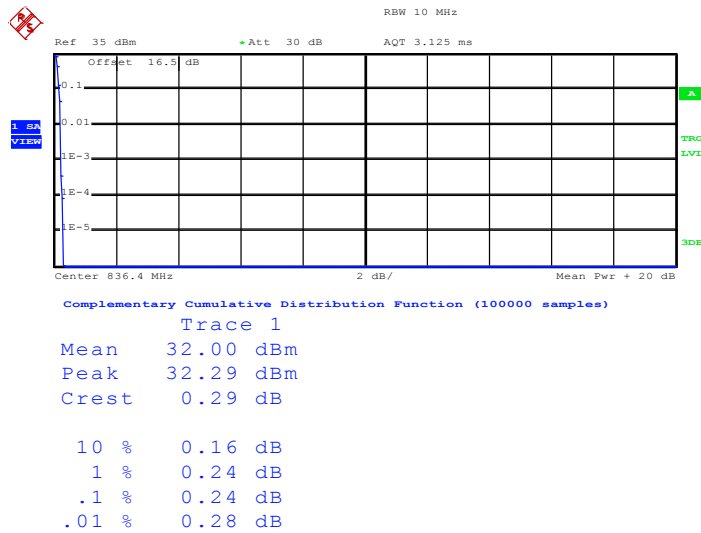 RBW 10 MHz
Ref 35 dBm *Att 30 dB AQT 3.125 ms
Offset 16.5 dB
0.1
A
0.01
1 SA
VIEW
TRG
LVL
1E-3
1E-4
1E-5
3DB
Center 836.4 MHz 2 dB/ Mean Pwr + 20 dB
Complementary Cumulative Distribution Function (100000 samples)
Trace 1
Mean 32.00 dBm
Peak 32.29 dBm
Crest 0.29 dB
10 % 0.16 dB
1 % 0.24 dB
.1 % 0.24 dB
.01 % 0.28 dB